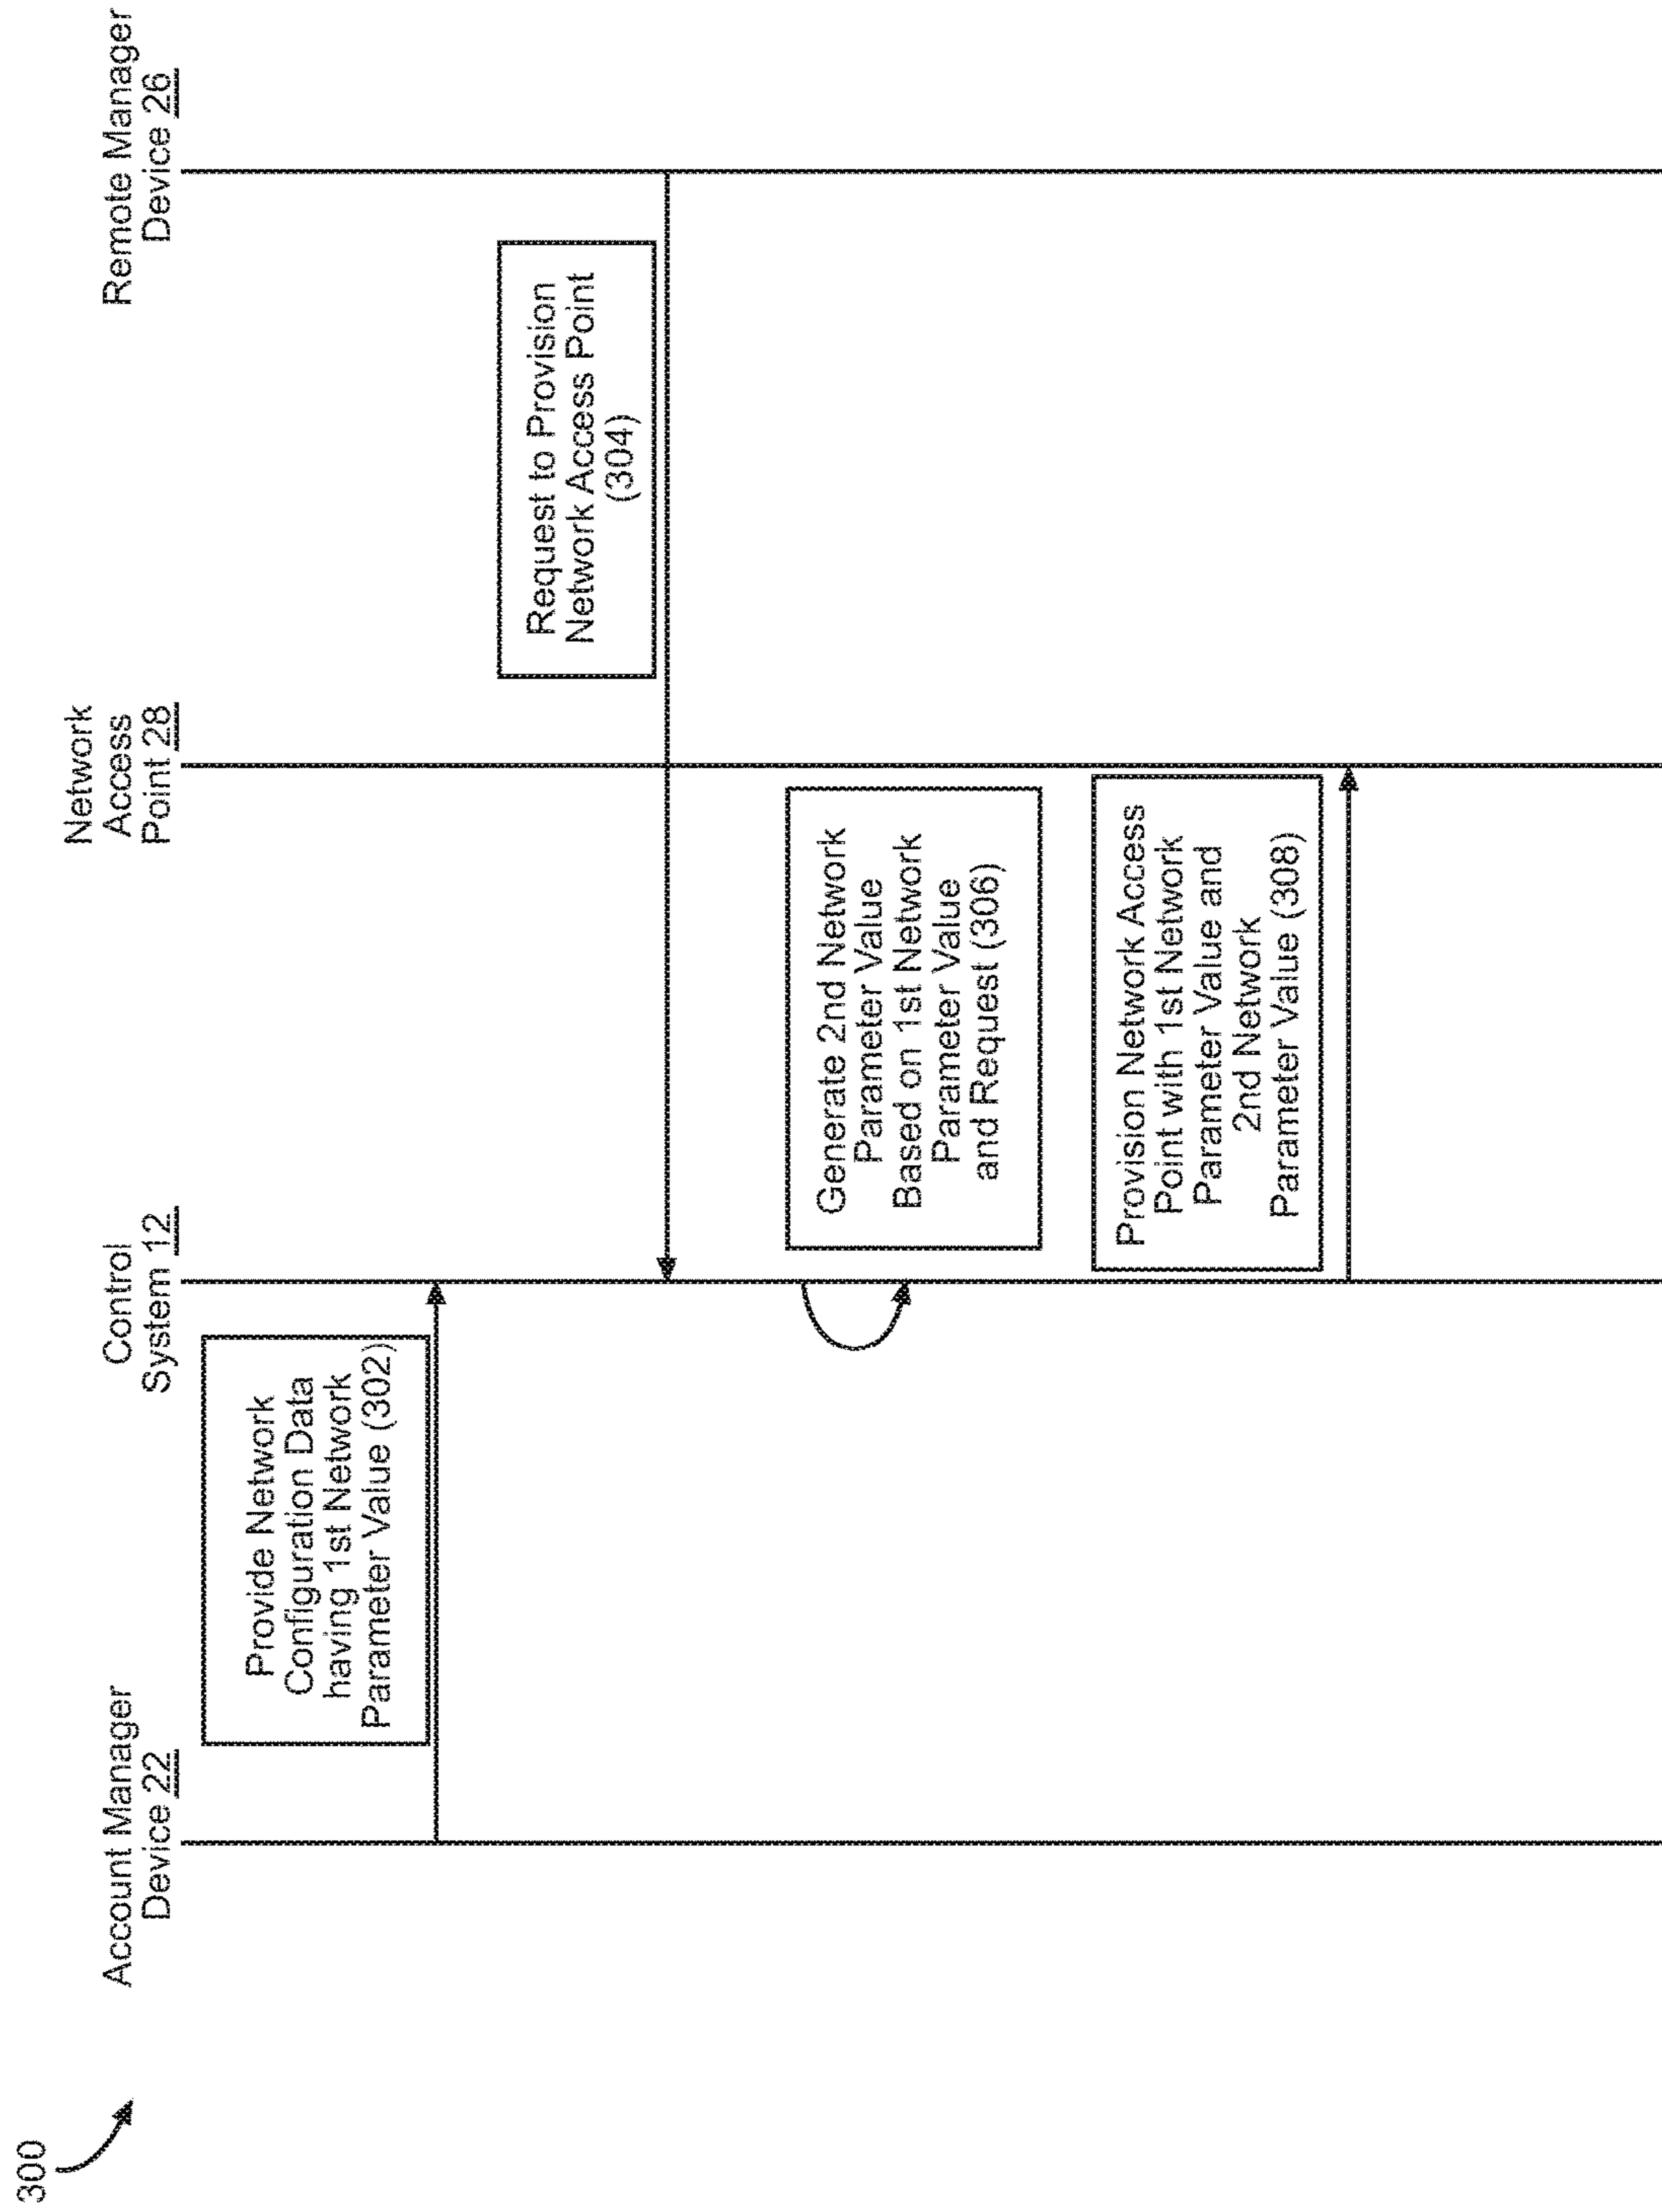 300
Account Manager
Device 22
Control
System 12
Network
Access
Point 28
Remote Manager
Device 26
Provide Network
Configuration Data
having 1st Network
Parameter Value (302)
Request to Provision
Network Access Point
(304)
Generate 2nd Network
Parameter Value
Based on 1st Network
Parameter Value
and Request (306)
Provision Network Access
Point with 1st Network
Parameter Value and
2nd Network
Parameter Value (308)